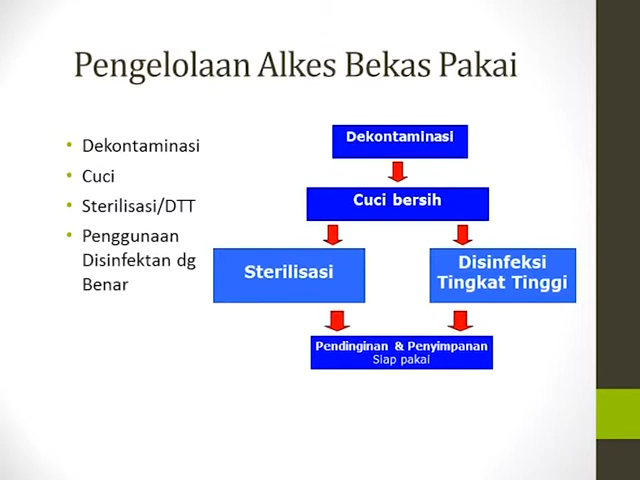 Pengelolaan Alkes Bekas Pakai
• Dekontaminasi
• Cuci
• Sterilisasi/DTT
• Penggunaan
Disinfektan dg
Benar
Dekontaminasi
Cuci bersih
Sterilisasi
Disinfeksi
Tingkat Tinggi
Pendinginan & Penyimpanan
Siap pakai